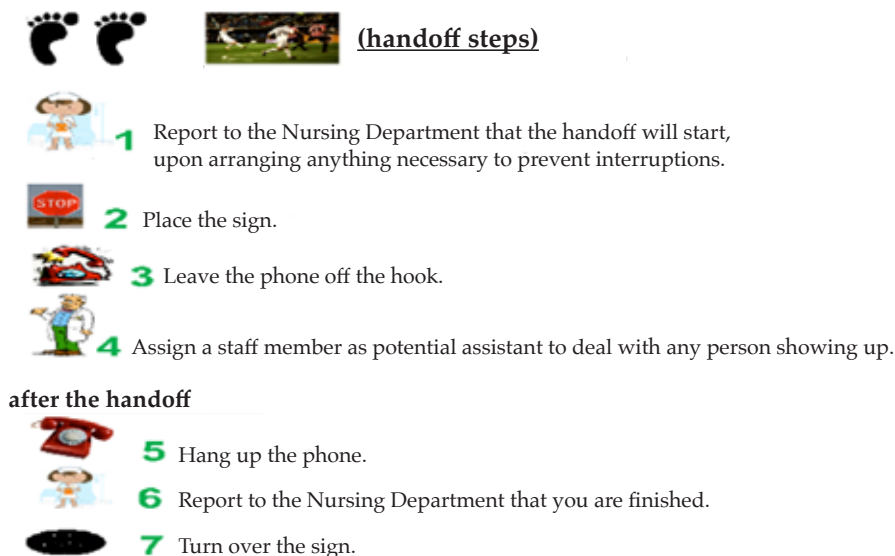 (handoff steps)
1 Report to the Nursing Department that the handoff will start,
upon arranging anything necessary to prevent interruptions.
STOP
2 Place the sign.
3 Leave the phone off the hook.
4 Assign a staff member as potential assistant to deal with any person showing up.
after the handoff
5 Hang up the phone.
6 Report to the Nursing Department that you are finished.
7 Turn over the sign.